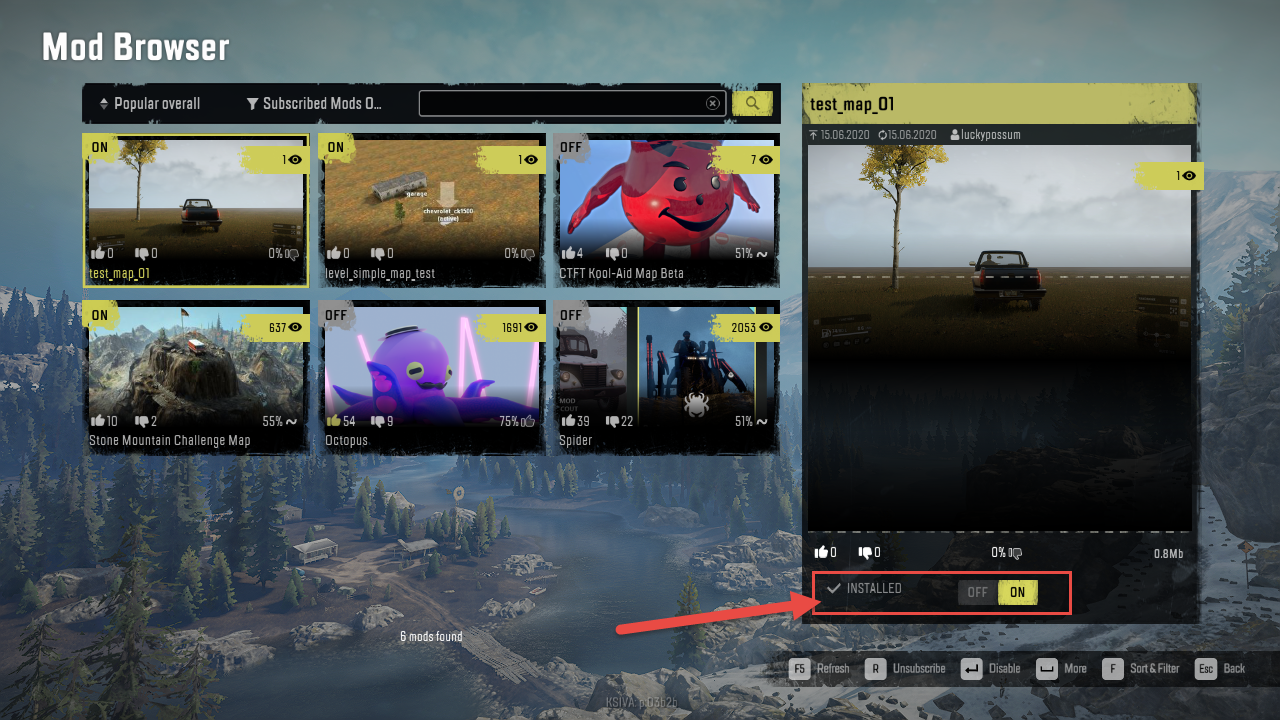 Mod Browser
Popular overall
Subscribed Mods O...
ON
1
0
0
0%
test_map_01
ON
1
garage
chevrolet_ck1500
(active)
0
0
0%
level_simple_map_test
OFF
7
4
0
51%
CTFT Kool-Aid Map Beta
ON
637
10
2
55%
Stone Mountain Challenge Map
OFF
1691
54
9
75%
Octopus
OFF
2053
MOD
39
22
51%
Spider
6 mods found
test_map_01
15.06.2020
15.06.2020
luckypossum
1
0
0
0%
0.8Mb
INSTALLED
OFF
ON
F5 Refresh
R Unsubscribe
Disable
More
F Sort & Filter
Esc Back